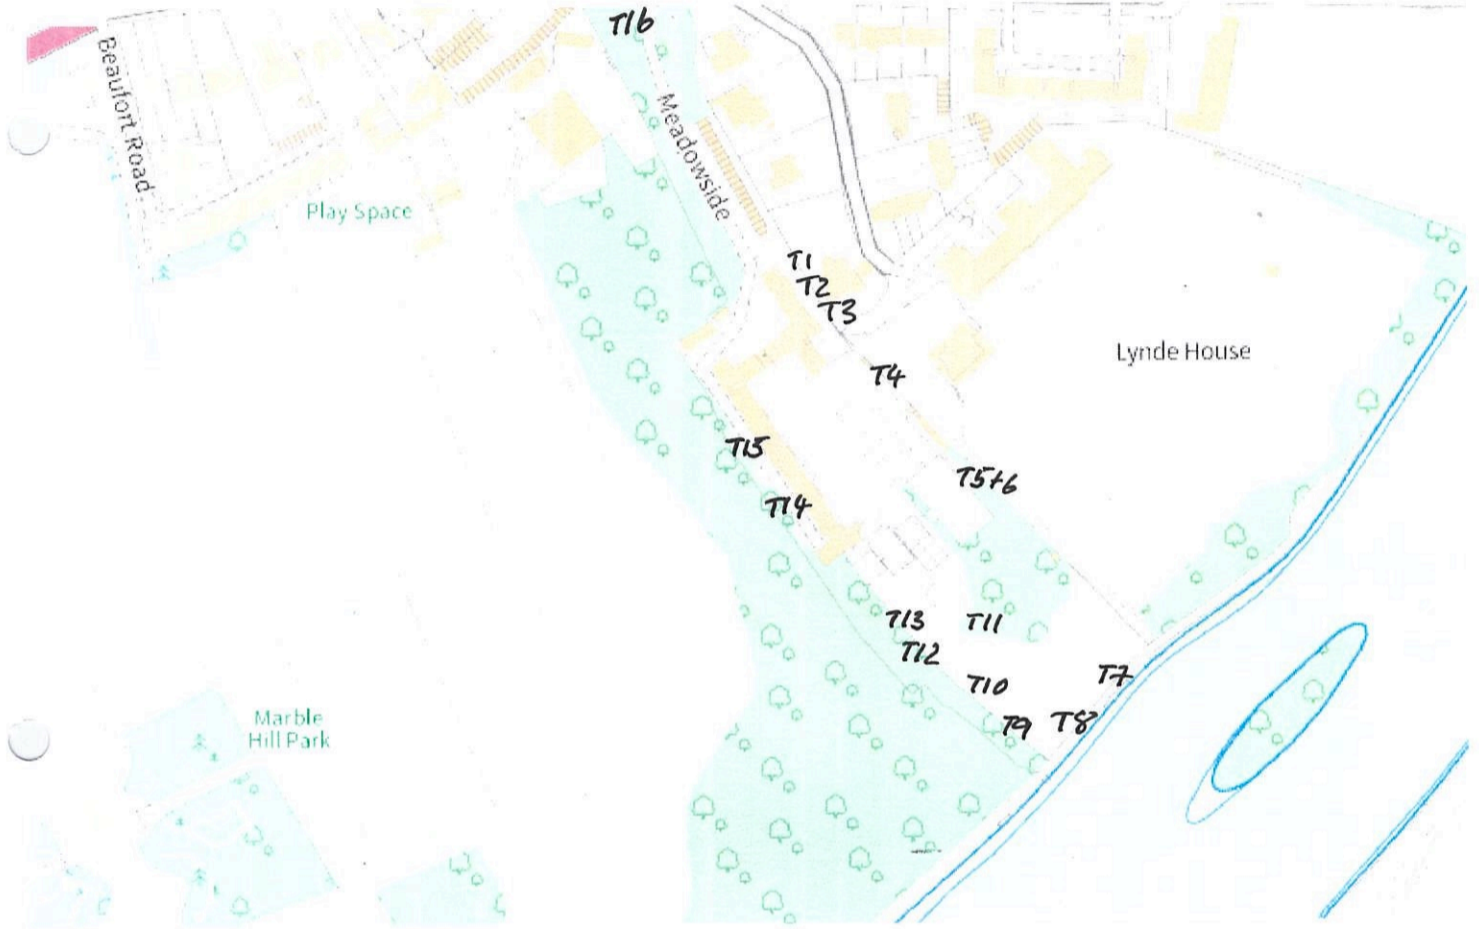 T16
Beaufort Road
Meadowside
Play Space
T1
T2
T3
Lynde House
T4
T15
T5+6
T14
T13
T11
T12
T7
T10
Marble
Hill Park
T9
T8